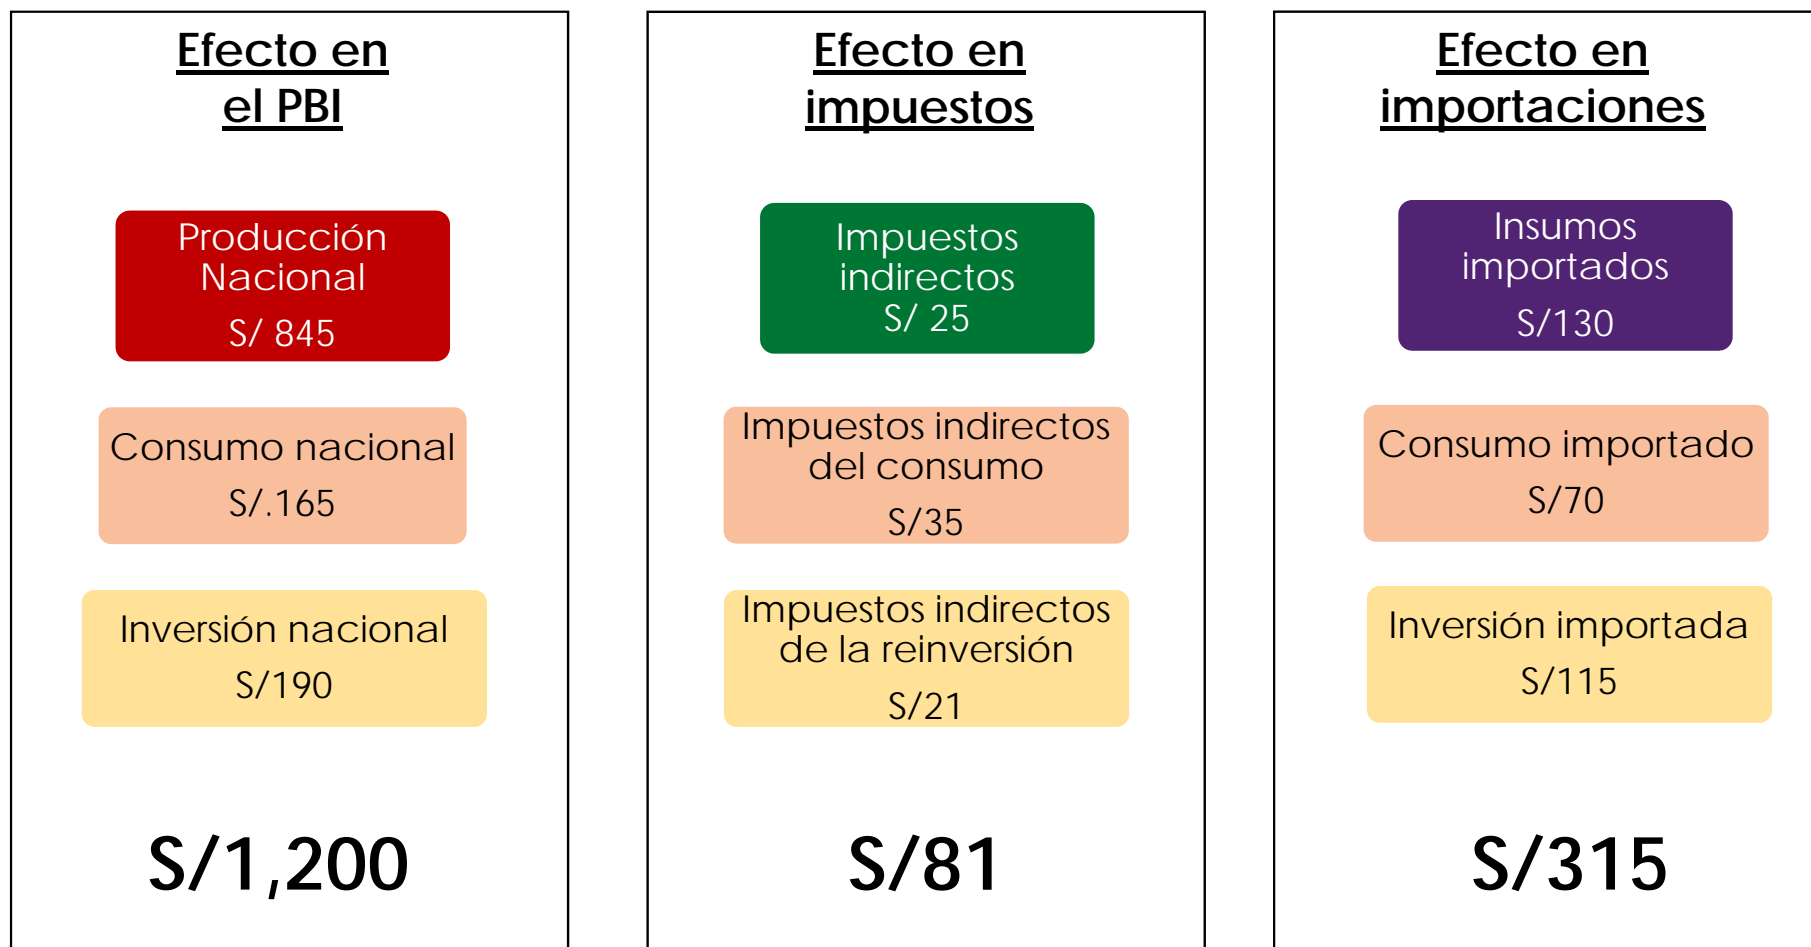 Efecto en
el PBI
Producción
Nacional
S/ 845
Consumo nacional
S/.165
Inversión nacional
S/190
S/1,200
Efecto en
impuestos
Impuestos
indirectos
S/ 25
Impuestos indirectos
del consumo
S/35
Impuestos indirectos
de la reinversión
S/21
S/81
Efecto en
importaciones
Insumos
importados
S/130
Consumo importado
S/70
Inversión importada
S/115
S/315